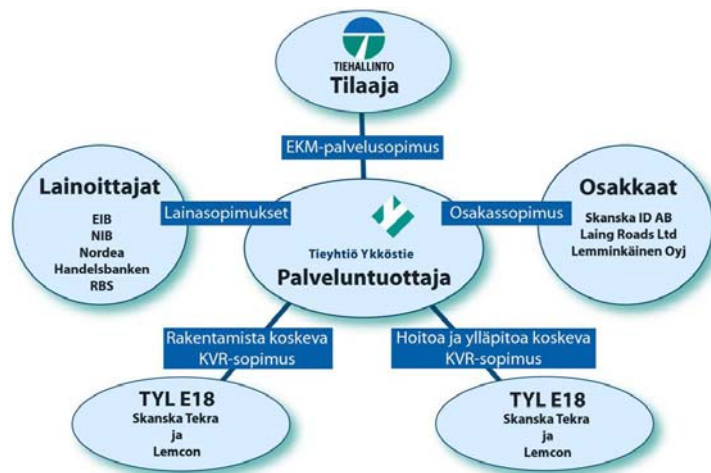 TIEHALLINTO
Tilaaja
EKM-palvelusopimus
Lainoittajat
EIB
NIB
Nordea
Handelsbanken
RBS
Lainasopimukset
Tieyhtiö Ykköstie
Palveluntuottaja
Osakassopimus
Osakkaat
Skanska ID AB
Laing Roads Ltd
Lemminkäinen Oyj
Rakentamista koskeva
KVR-sopimus
Hoitoa ja ylläpitoa koskeva
KVR-sopimus
TYL E18
Skanska Tekra
ja
Lemcon
TYL E18
Skanska Tekra
ja
Lemcon